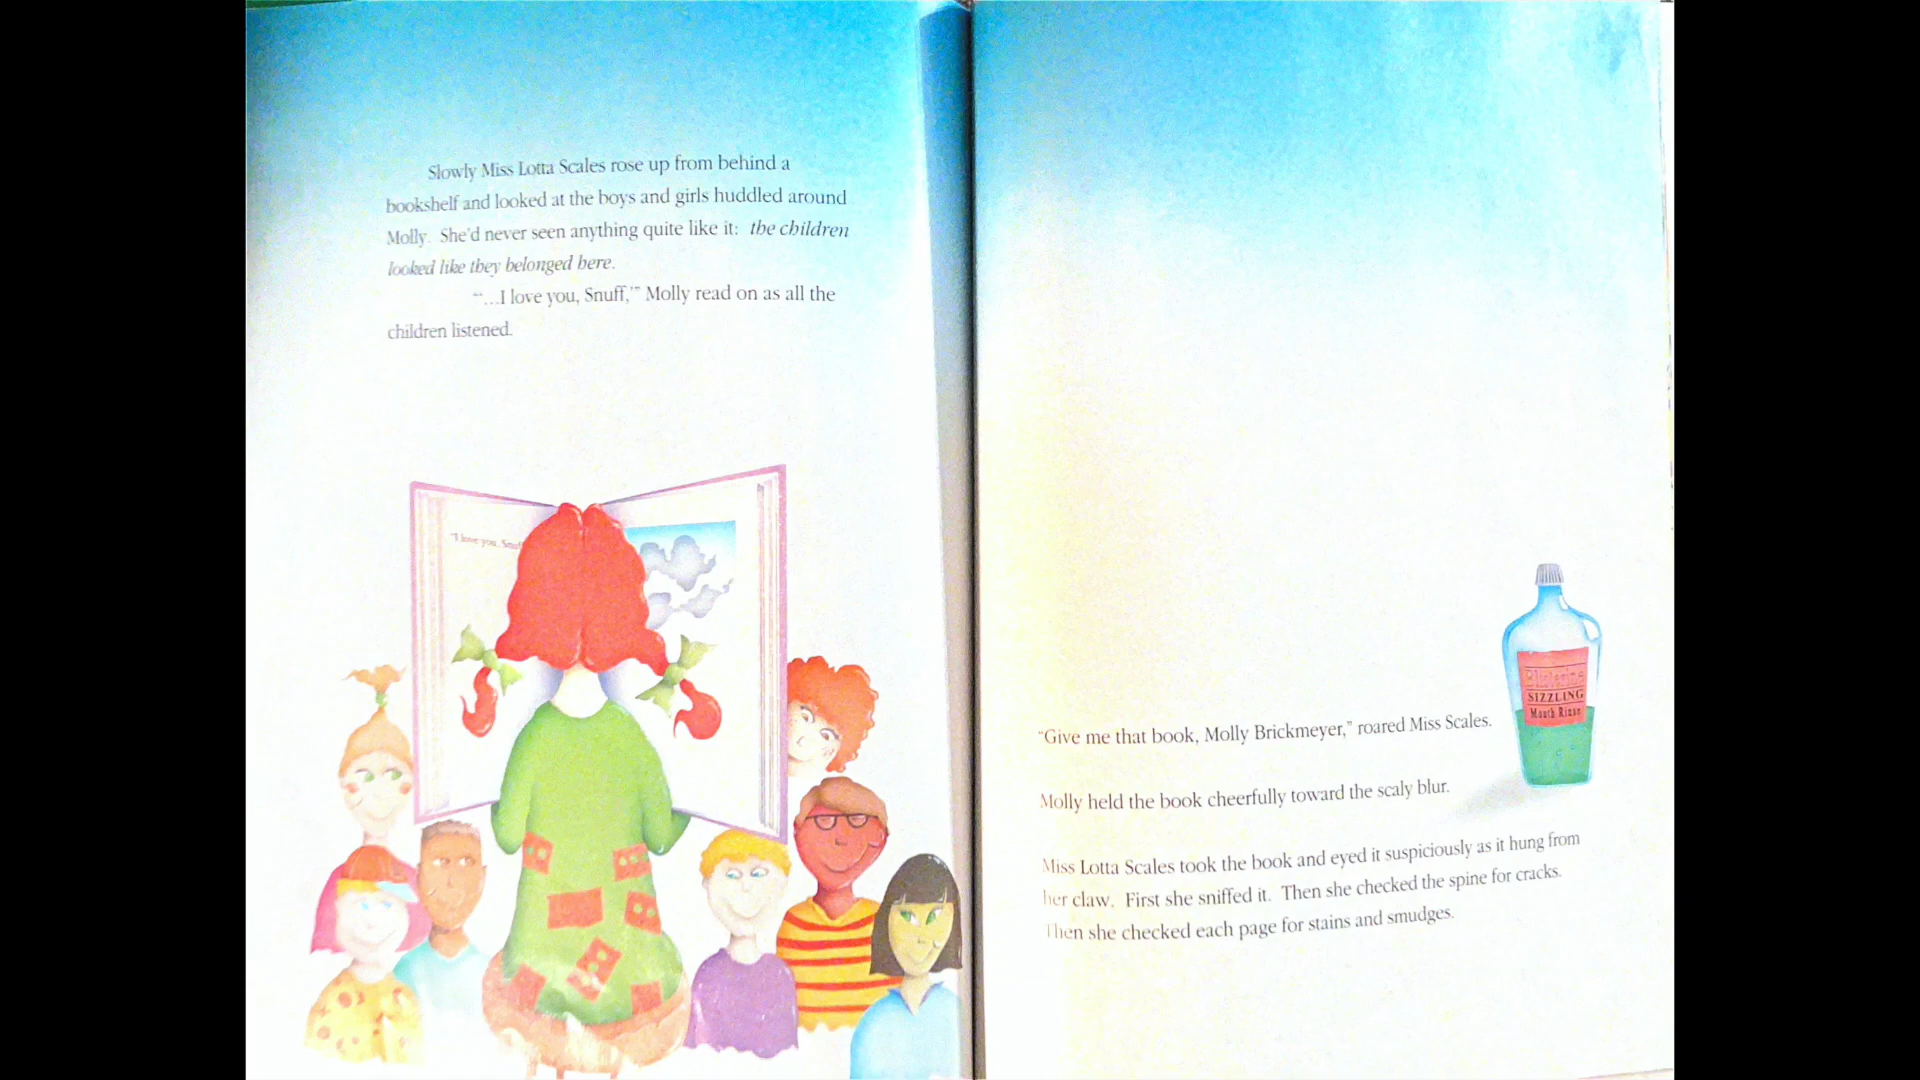 Slowly Miss Lotta Scales rose up from behind a
bookshelf and looked at the boys and girls huddled around
Molly. She'd never seen anything quite like it: the children
looked like they belonged here.
"'...I love you, Snuff,'" Molly read on as all the
children listened.
"I love you, Snuf
Blistering
SIZZLING
Mouth Rinse
"Give me that book, Molly Brickmeyer," roared Miss Scales.
Molly held the book cheerfully toward the scaly blur.
Miss Lotta Scales took the book and eyed it suspiciously as it hung from
her claw. First she sniffed it. Then she checked the spine for cracks.
Then she checked each page for stains and smudges.